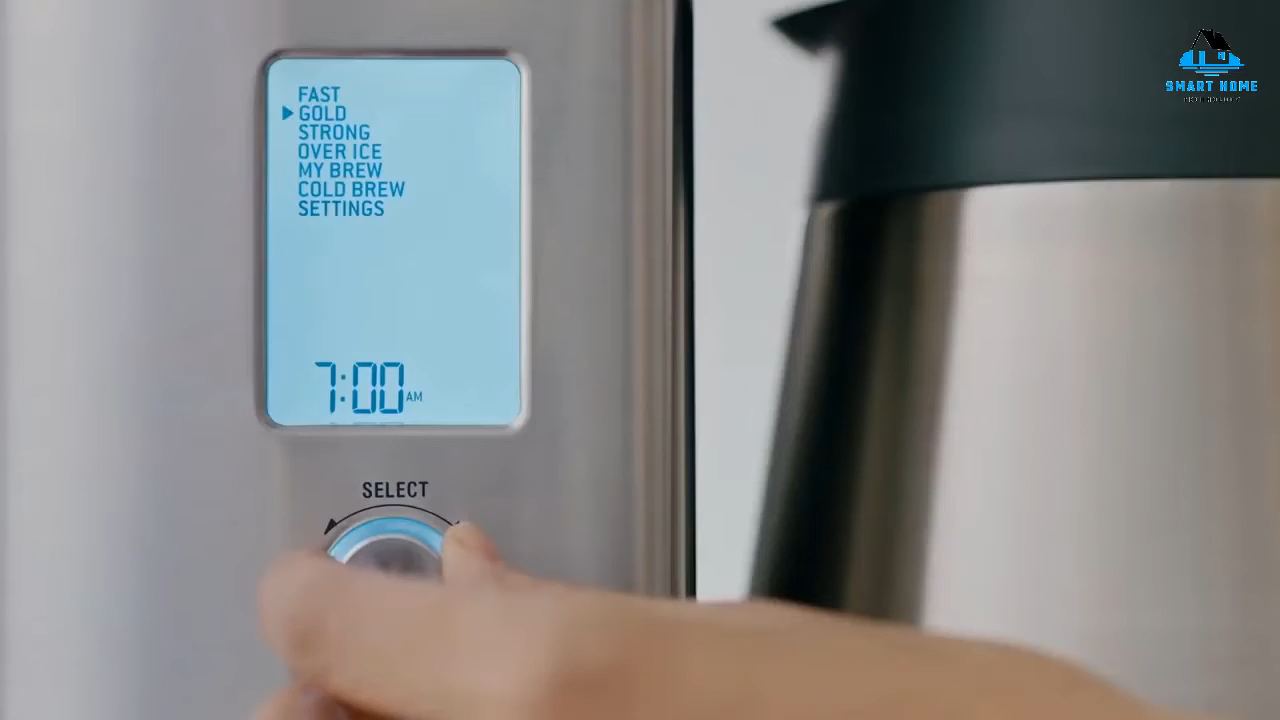 FAST
GOLD
STRONG
OVER ICE
MY BREW
COLD BREW
SETTINGS
7:00 AM
SELECT
SMART HOME